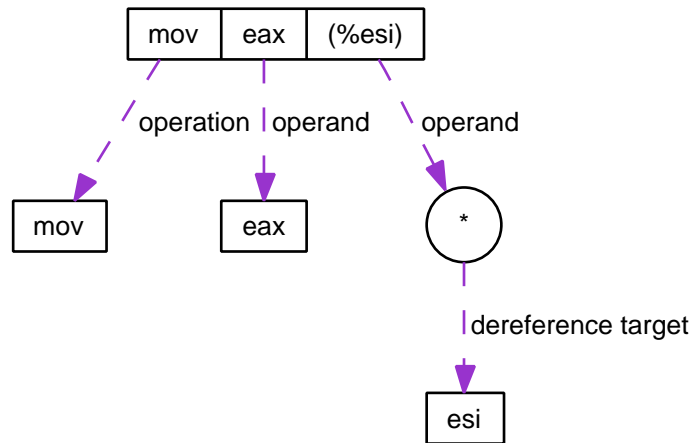 mov eax (%esi)
operation operand operand
mov eax *
dereference target
esi